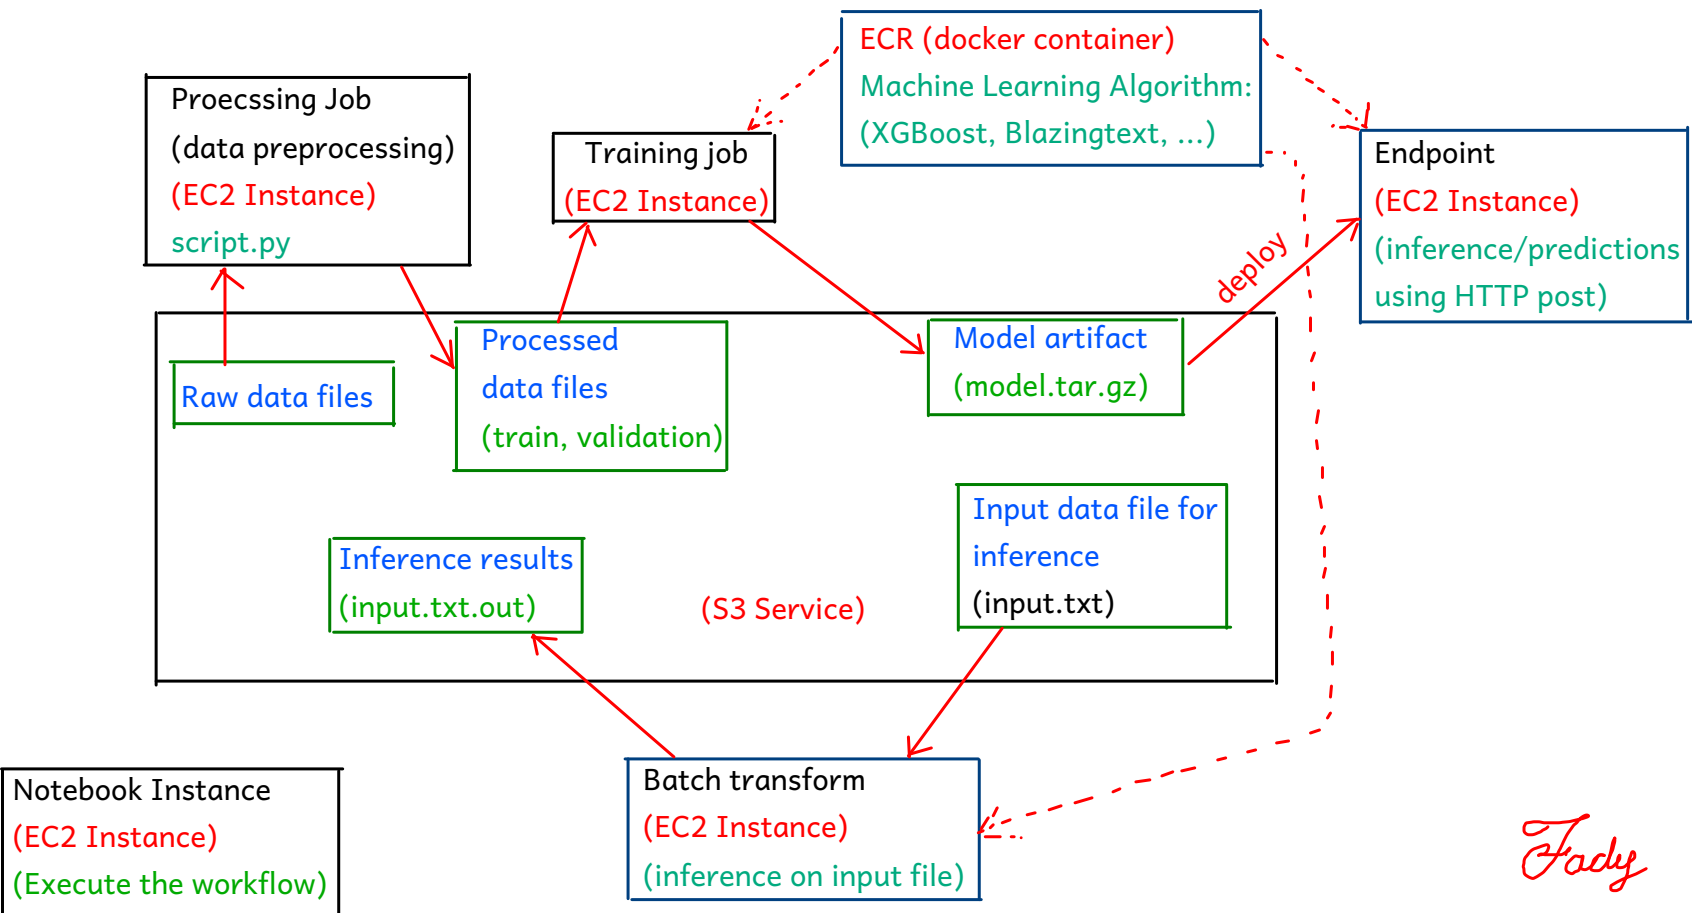 ECR (docker container)
Machine Learning Algorithm:
(XGBoost, Blazingtext, ...)
Proecssing Job
(data preprocessing)
(EC2 Instance)
script.py
Training job
(EC2 Instance)
Endpoint
(EC2 Instance)
(inference/predictions
using HTTP post)
deploy
Raw data files
Processed
data files
(train, validation)
Model artifact
(model.tar.gz)
Input data file for
inference
(input.txt)
Inference results
(input.txt.out)
(S3 Service)
Notebook Instance
(EC2 Instance)
(Execute the workflow)
Batch transform
(EC2 Instance)
(inference on input file)
Fady